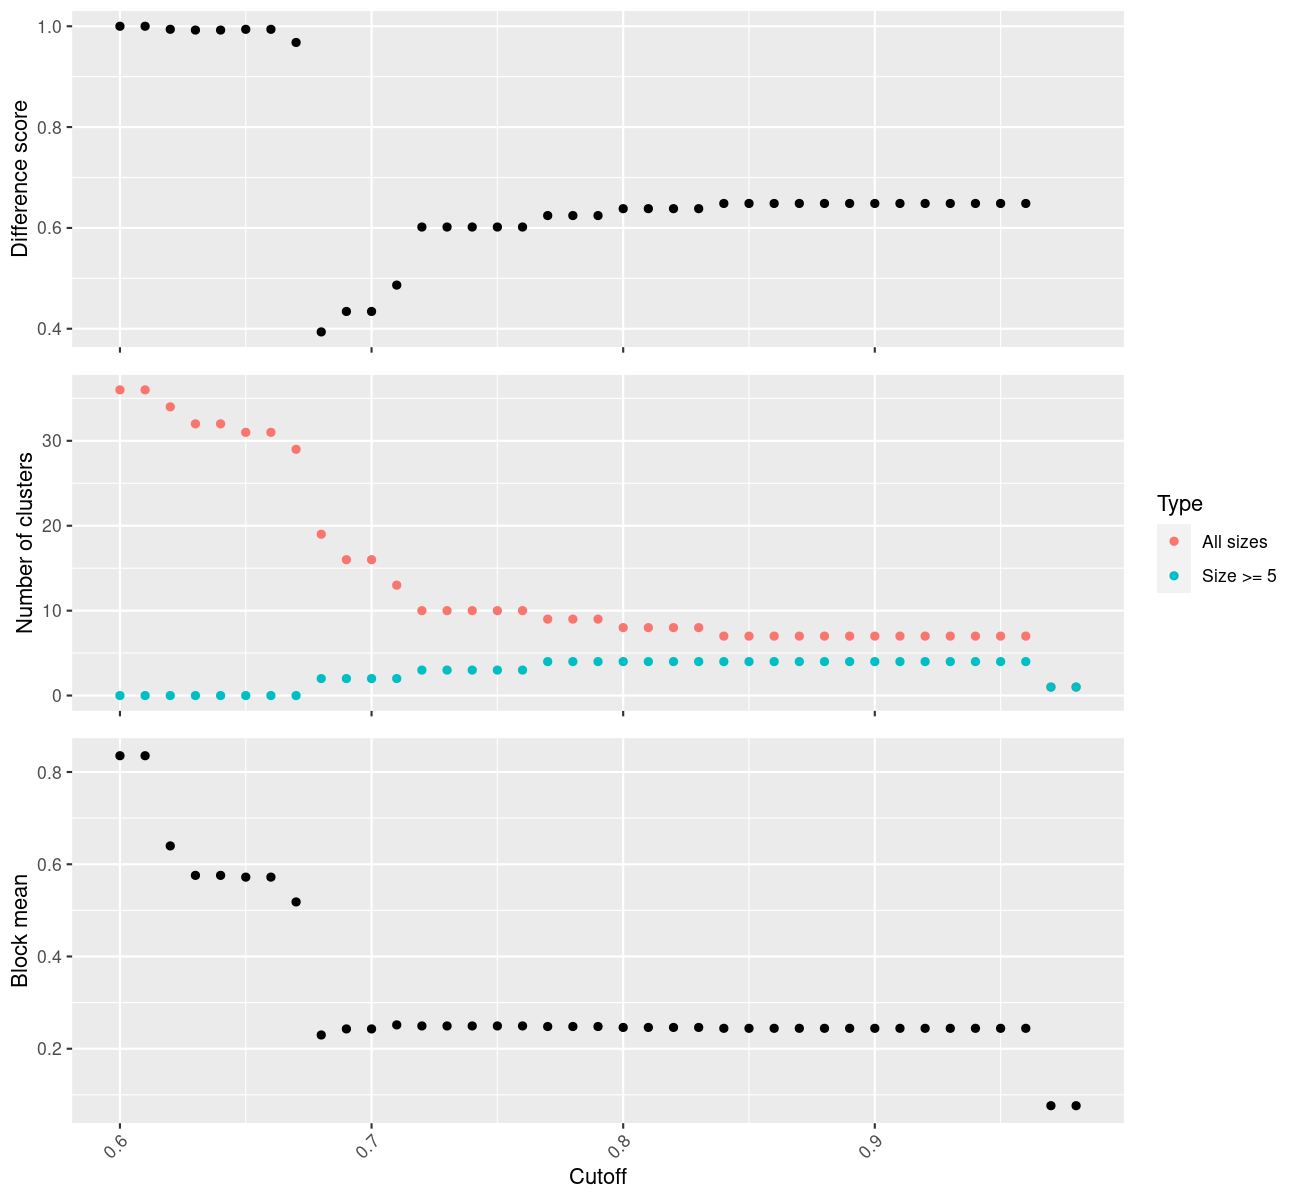 1.0
0.8
0.6
0.4
Difference score
30
20
10
0
Number of clusters
Type
All sizes
Size >= 5
0.8
0.6
0.4
0.2
Block mean
0.6 0.7 0.8 0.9
Cutoff